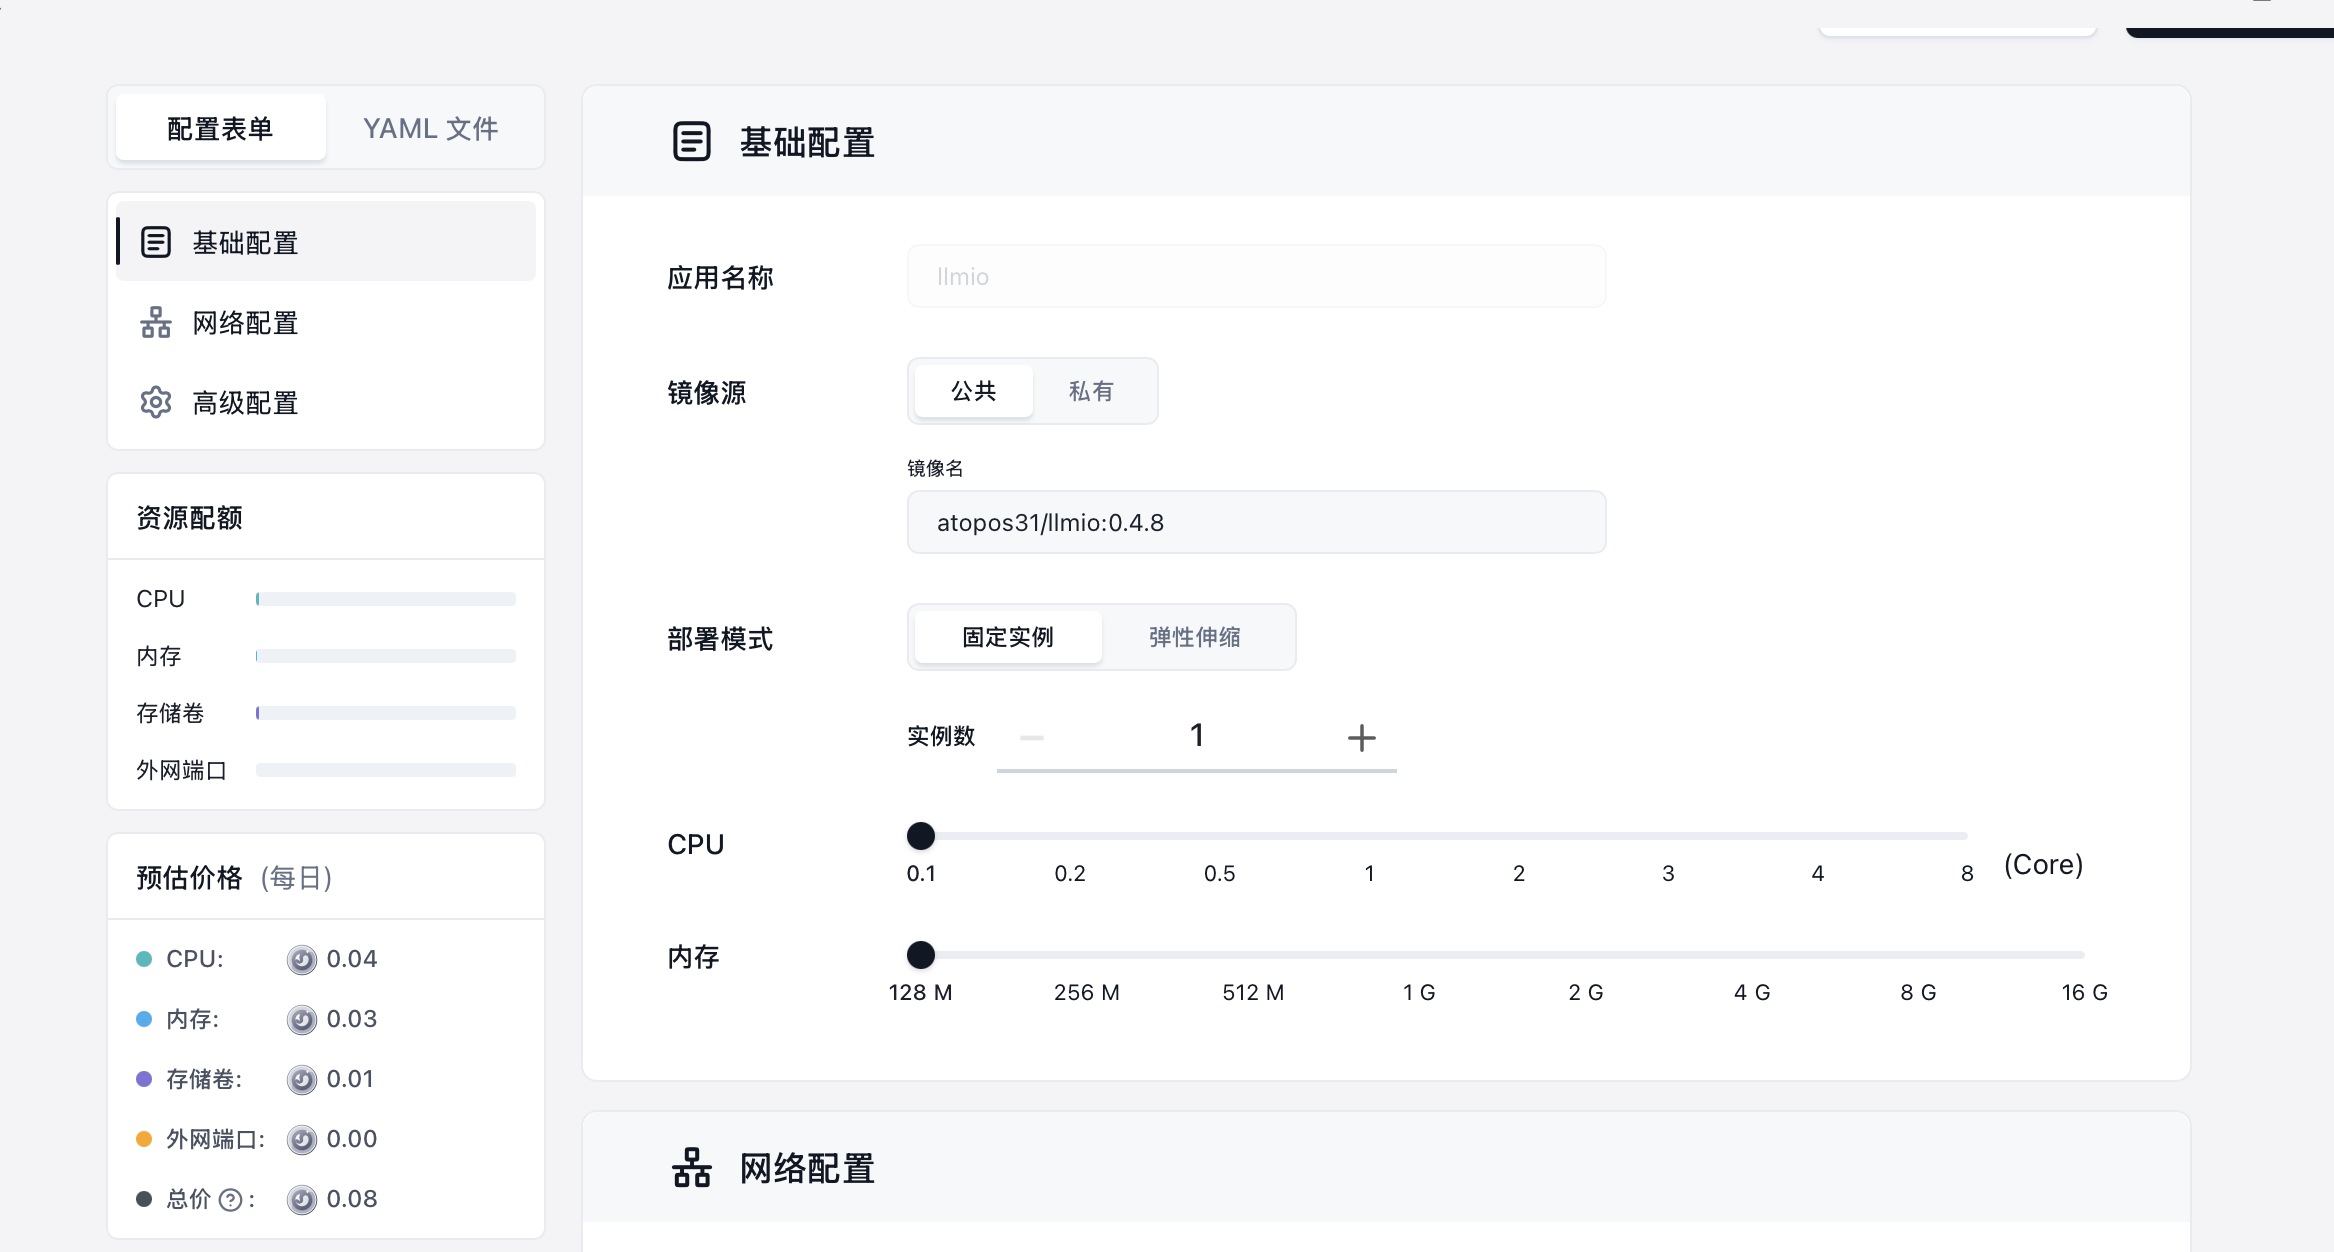 配置表单
YAML 文件
基础配置
网络配置
高级配置
资源配额
CPU
内存
存储卷
外网端口
预估价格 (每日)
CPU: 0.04
内存: 0.03
存储卷: 0.01
外网端口: 0.00
总价 ? : 0.08
基础配置
应用名称
llmio
镜像源
公共
私有
镜像名
atopos31/llmio:0.4.8
部署模式
固定实例
弹性伸缩
实例数
1
CPU
0.1 0.2 0.5 1 2 3 4 8 (Core)
内存
128 M 256 M 512 M 1 G 2 G 4 G 8 G 16 G
网络配置